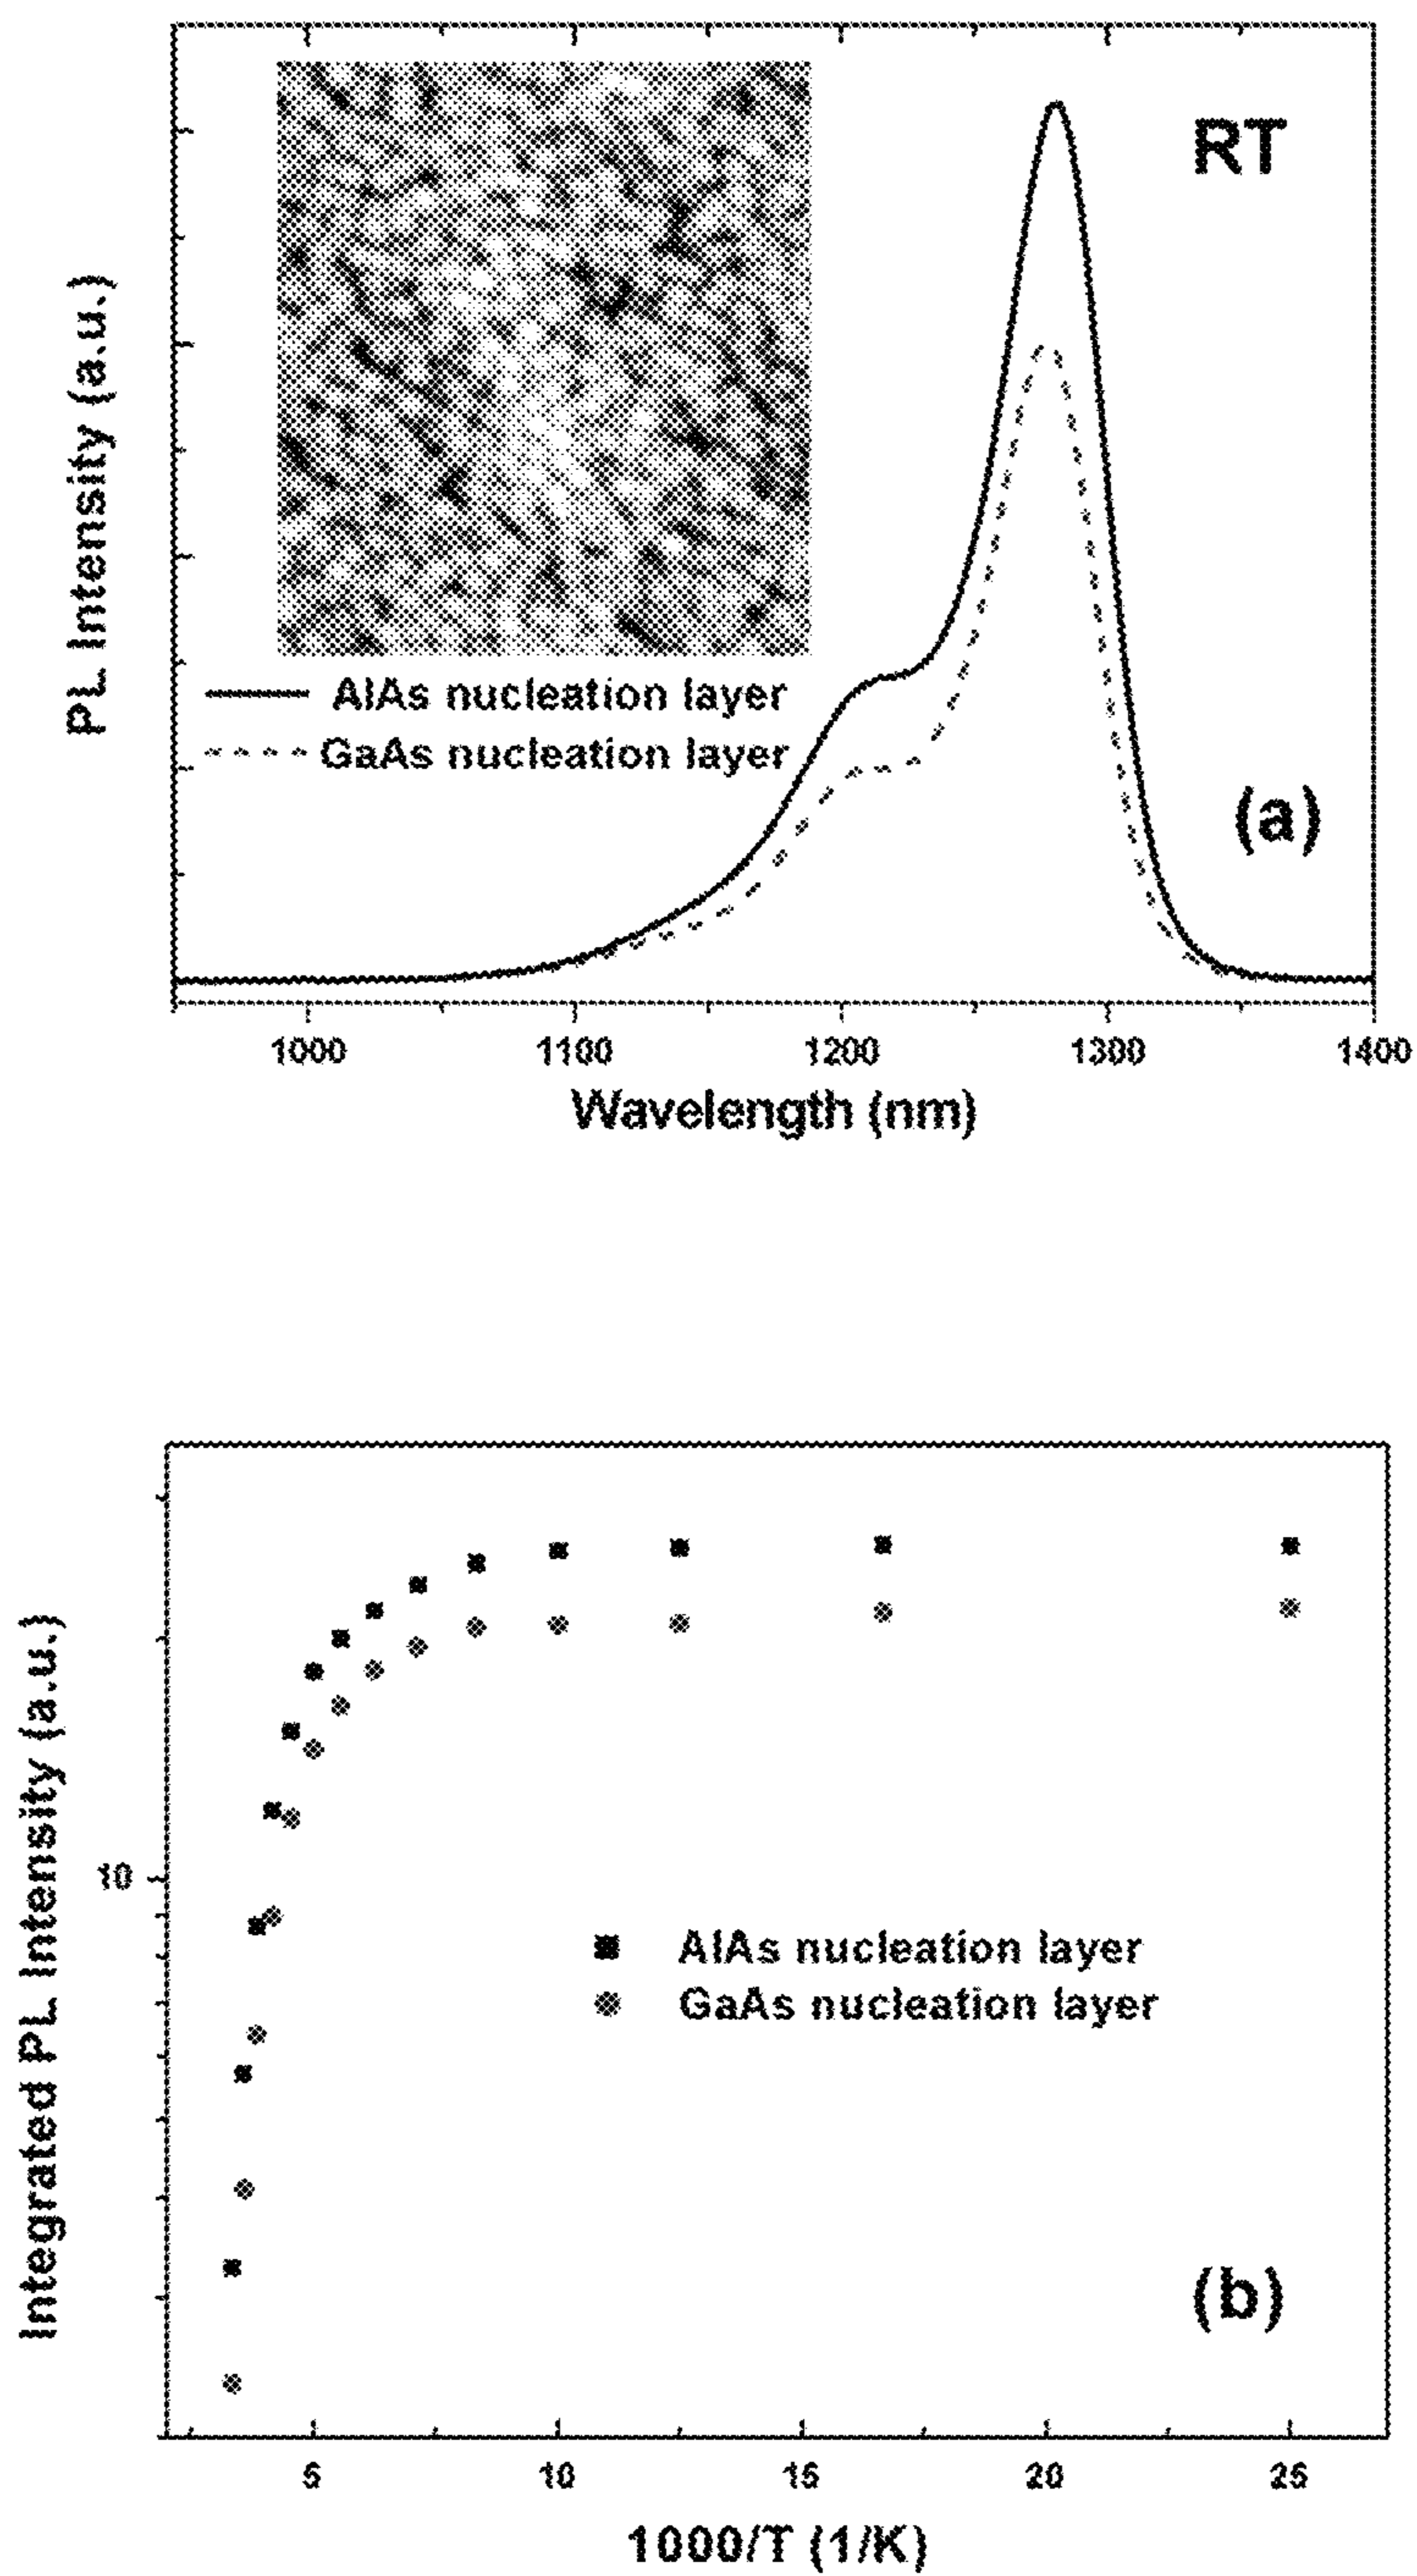 RT
PL Intensity (a.u.)
AlAs nucleation layer
GaAs nucleation layer
(a)
1000 1100 1200 1300 1400
Wavelength (nm)
Integrated PL Intensity (a.u.)
10
AlAs nucleation layer
GaAs nucleation layer
(b)
5 10 15 20 25
1000/T (1/K)